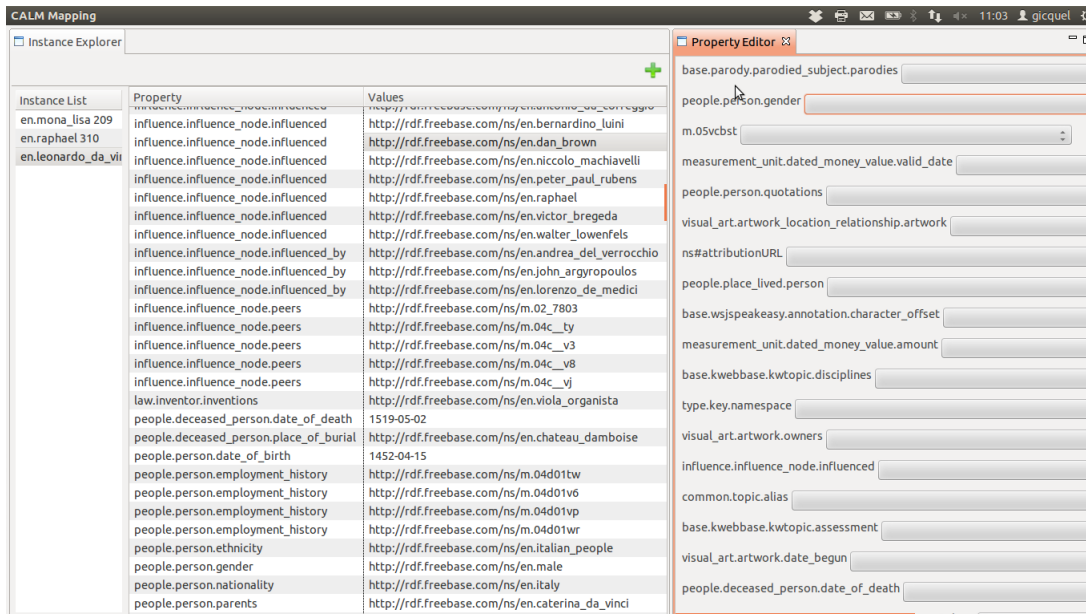 CALM Mapping
11:03 gicquel
Instance Explorer
Instance List
en.mona_lisa 209
en.raphael 310
en.leonardo_da_vin
Property Values
influence.influence_node.influenced http://rdf.freebase.com/ns/en.antonio_da_correggio
influence.influence_node.influenced http://rdf.freebase.com/ns/en.bernardino_luini
influence.influence_node.influenced http://rdf.freebase.com/ns/en.dan_brown
influence.influence_node.influenced http://rdf.freebase.com/ns/en.niccolo_machiavelli
influence.influence_node.influenced http://rdf.freebase.com/ns/en.peter_paul_rubens
influence.influence_node.influenced http://rdf.freebase.com/ns/en.raphael
influence.influence_node.influenced http://rdf.freebase.com/ns/en.victor_bregeda
influence.influence_node.influenced http://rdf.freebase.com/ns/en.walter_lowenfels
influence.influence_node.influenced_by http://rdf.freebase.com/ns/en.andrea_del_verrocchio
influence.influence_node.influenced_by http://rdf.freebase.com/ns/en.john_argyropoulos
influence.influence_node.influenced_by http://rdf.freebase.com/ns/en.lorenzo_de_medici
influence.influence_node.peers http://rdf.freebase.com/ns/m.02_7803
influence.influence_node.peers http://rdf.freebase.com/ns/m.04c__ty
influence.influence_node.peers http://rdf.freebase.com/ns/m.04c__v3
influence.influence_node.peers http://rdf.freebase.com/ns/m.04c__v8
influence.influence_node.peers http://rdf.freebase.com/ns/m.04c__vj
law.inventor.inventions http://rdf.freebase.com/ns/en.viola_organista
people.deceased_person.date_of_death 1519-05-02
people.deceased_person.place_of_burial http://rdf.freebase.com/ns/en.chateau_damboise
people.person.date_of_birth 1452-04-15
people.person.employment_history http://rdf.freebase.com/ns/m.04d01tw
people.person.employment_history http://rdf.freebase.com/ns/m.04d01v6
people.person.employment_history http://rdf.freebase.com/ns/m.04d01vp
people.person.employment_history http://rdf.freebase.com/ns/m.04d01wr
people.person.ethnicity http://rdf.freebase.com/ns/en.italian_people
people.person.gender http://rdf.freebase.com/ns/en.male
people.person.nationality http://rdf.freebase.com/ns/en.italy
people.person.parents http://rdf.freebase.com/ns/en.caterina_da_vinci
Property Editor
base.parody.parodied_subject.parodies
people.person.gender
m.05vcbst
measurement_unit.dated_money_value.valid_date
people.person.quotations
visual_art.artwork_location_relationship.artwork
ns#attributionURL
people.place_lived.person
base.wsjspeakeasy.annotation.character_offset
measurement_unit.dated_money_value.amount
base.kwebbase.kwtopic.disciplines
type.key.namespace
visual_art.artwork.owners
influence.influence_node.influenced
common.topic.alias
base.kwebbase.kwtopic.assessment
visual_art.artwork.date_begun
people.deceased_person.date_of_death